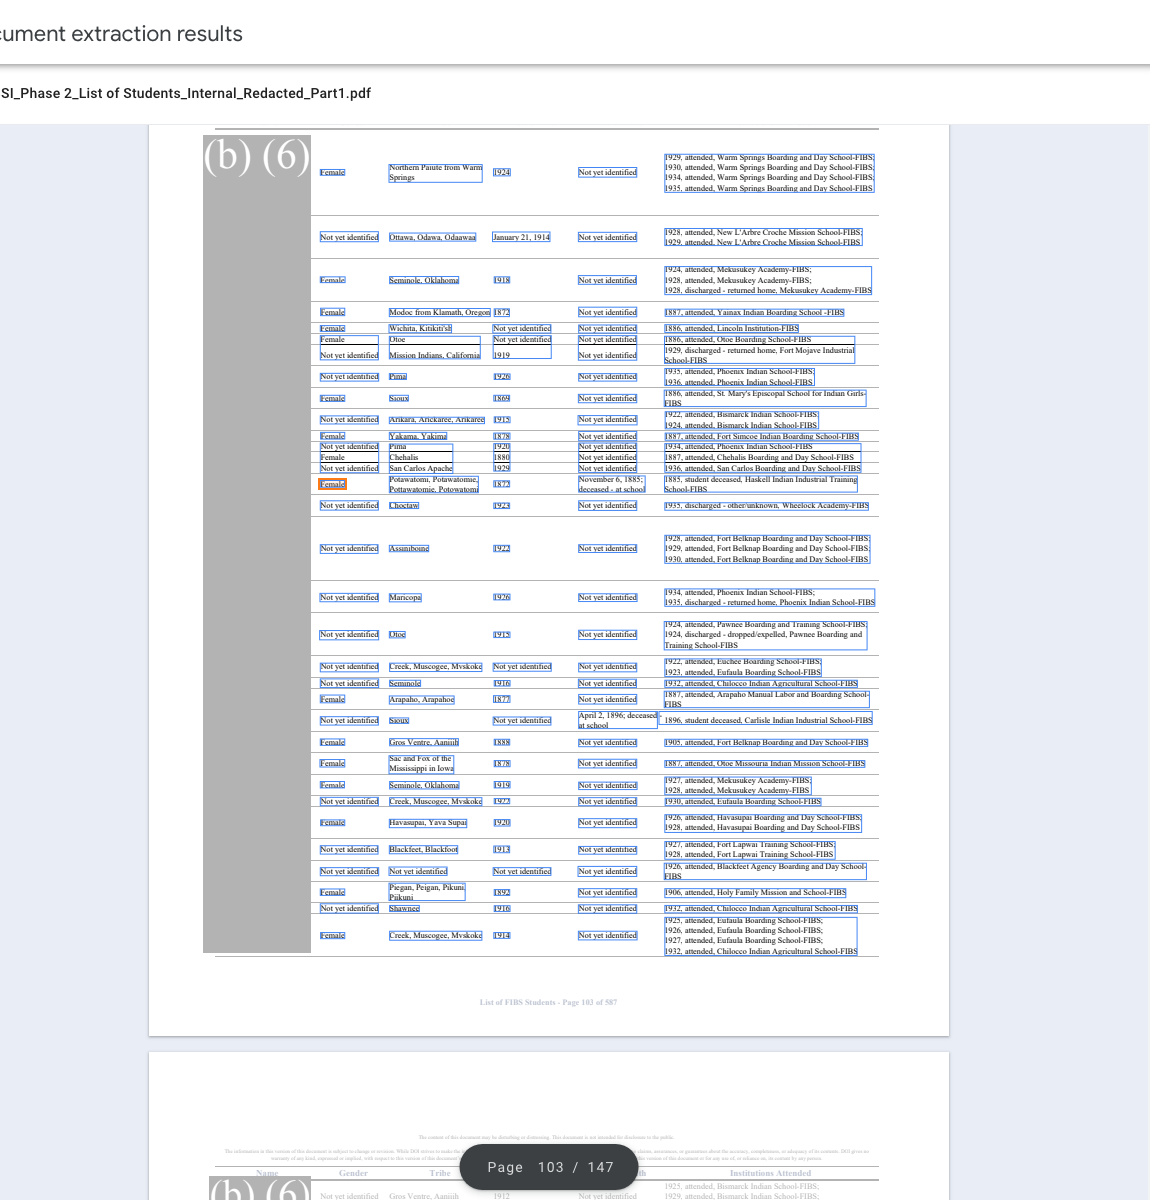 cument extraction results
SI_Phase 2_List of Students_Internal_Redacted_Part1.pdf
(b) (6)
Female Northern Paiute from Warm Springs 1924 Not yet identified 1929, attended, Warm Springs Boarding and Day School-FIBS;
1930, attended, Warm Springs Boarding and Day School-FIBS;
1934, attended, Warm Springs Boarding and Day School-FIBS;
1935, attended, Warm Springs Boarding and Day School-FIBS
Not yet identified Ottawa, Odawa, Odaawaa January 21, 1914 Not yet identified 1928, attended, New L'Arbre Croche Mission School-FIBS;
1929, attended, New L'Arbre Croche Mission School-FIBS
Female Seminole, Oklahoma 1918 Not yet identified 1924, attended, Mekusukey Academy-FIBS;
1928, attended, Mekusukey Academy-FIBS;
1928, discharged - returned home, Mekusukey Academy-FIBS
Female Modoc from Klamath, Oregon 1872 Not yet identified 1887, attended, Yainax Indian Boarding School -FIBS
Female Wichita, Kitikiti'sh Not yet identified Not yet identified 1886, attended, Lincoln Institution-FIBS
Female Otoe Not yet identified Not yet identified 1886, attended, Otoe Boarding School-FIBS
Not yet identified Mission Indians, California 1919 Not yet identified 1929, discharged - returned home, Fort Mojave Industrial
School-FIBS
Not yet identified Pima 1926 Not yet identified 1935, attended, Phoenix Indian School-FIBS;
1936, attended, Phoenix Indian School-FIBS
Female Sioux 1869 Not yet identified 1886, attended, St. Mary's Episcopal School for Indian Girls-
FIBS
Not yet identified Arikara, Arickaree, Arikaree 1915 Not yet identified 1922, attended, Bismarck Indian School-FIBS;
1924, attended, Bismarck Indian School-FIBS
Female Yakama, Yakima 1878 Not yet identified 1887, attended, Fort Simcoe Indian Boarding School-FIBS
Not yet identified Pima 1920 Not yet identified 1934, attended, Phoenix Indian School-FIBS
Female Chehalis 1880 Not yet identified 1887, attended, Chehalis Boarding and Day School-FIBS
Not yet identified San Carlos Apache 1929 Not yet identified 1936, attended, San Carlos Boarding and Day School-FIBS
Female Potawatomi, Potawatomie, 1872 November 6, 1885; 1885, student deceased, Haskell Indian Industrial Training
Pottawatomie, Potowatomi deceased - at school School-FIBS
Not yet identified Choctaw 1923 Not yet identified 1935, discharged - other/unknown, Wheelock Academy-FIBS
Not yet identified Assiniboine 1922 Not yet identified 1928, attended, Fort Belknap Boarding and Day School-FIBS;
1929, attended, Fort Belknap Boarding and Day School-FIBS;
1930, attended, Fort Belknap Boarding and Day School-FIBS
Not yet identified Maricopa 1926 Not yet identified 1934, attended, Phoenix Indian School-FIBS;
1935, discharged - returned home, Phoenix Indian School-FIBS
Not yet identified Otoe 1915 Not yet identified 1924, attended, Pawnee Boarding and Training School-FIBS;
1924, discharged - dropped/expelled, Pawnee Boarding and
Training School-FIBS
Not yet identified Creek, Muscogee, Mvskoke Not yet identified Not yet identified 1922, attended, Euchee Boarding School-FIBS;
1923, attended, Eufaula Boarding School-FIBS
Not yet identified Seminole 1916 Not yet identified 1932, attended, Chilocco Indian Agricultural School-FIBS
Female Arapaho, Arapahoe 1877 Not yet identified 1887, attended, Arapaho Manual Labor and Boarding School-
FIBS
Not yet identified Sioux Not yet identified April 2, 1896; deceased - at school 1896, student deceased, Carlisle Indian Industrial School-FIBS
Female Gros Ventre, Aaniiih 1888 Not yet identified 1905, attended, Fort Belknap Boarding and Day School-FIBS
Female Sac and Fox of the Mississippi in Iowa 1878 Not yet identified 1887, attended, Otoe Missouria Indian Mission School-FIBS
Female Seminole, Oklahoma 1919 Not yet identified 1927, attended, Mekusukey Academy-FIBS;
1928, attended, Mekusukey Academy-FIBS
Not yet identified Creek, Muscogee, Mvskoke 1922 Not yet identified 1930, attended, Eufaula Boarding School-FIBS
Female Havasupai, Yava Supai 1920 Not yet identified 1926, attended, Havasupai Boarding and Day School-FIBS;
1928, attended, Havasupai Boarding and Day School-FIBS
Not yet identified Blackfeet, Blackfoot 1913 Not yet identified 1927, attended, Fort Lapwai Training School-FIBS;
1928, attended, Fort Lapwai Training School-FIBS
Not yet identified Not yet identified Not yet identified Not yet identified 1926, attended, Blackfeet Agency Boarding and Day School-
FIBS
Female Piegan, Peigan, Pikuni, Piikuni 1892 Not yet identified 1906, attended, Holy Family Mission and School-FIBS
Not yet identified Shawnee 1916 Not yet identified 1932, attended, Chilocco Indian Agricultural School-FIBS
Female Creek, Muscogee, Mvskoke 1914 Not yet identified 1925, attended, Eufaula Boarding School-FIBS;
1926, attended, Eufaula Boarding School-FIBS;
1927, attended, Eufaula Boarding School-FIBS;
1932, attended, Chilocco Indian Agricultural School-FIBS
List of FIBS Students - Page 103 of 587
The content of this document may be disturbing or distressing. This document is not intended for disclosure to the public.
Name Gender Tribe th Institutions Attended
(b) (6)
Not yet identified Gros Ventre, Aaniiih 1912 Not yet identified 1925, attended, Bismarck Indian School-FIBS;
1929, attended, Bismarck Indian School-FIBS;
Page 103 / 147